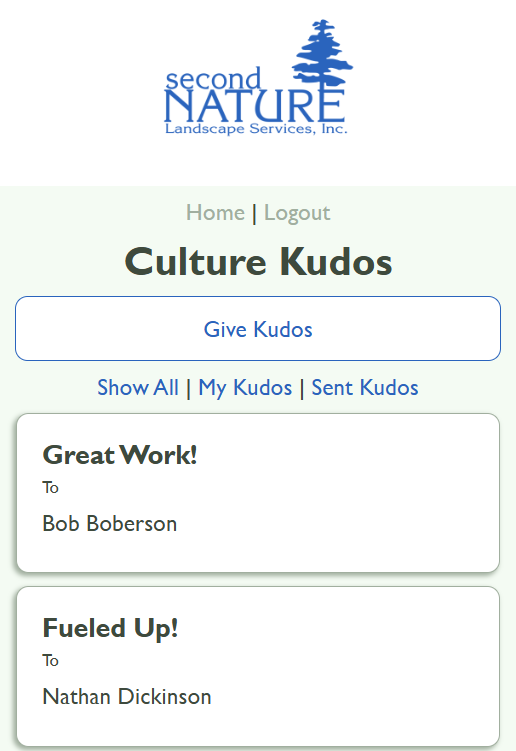 second
NATURE
Landscape Services, Inc.
Home | Logout
Culture Kudos
Give Kudos
Show All | My Kudos | Sent Kudos
Great Work!
To
Bob Boberson
Fueled Up!
To
Nathan Dickinson